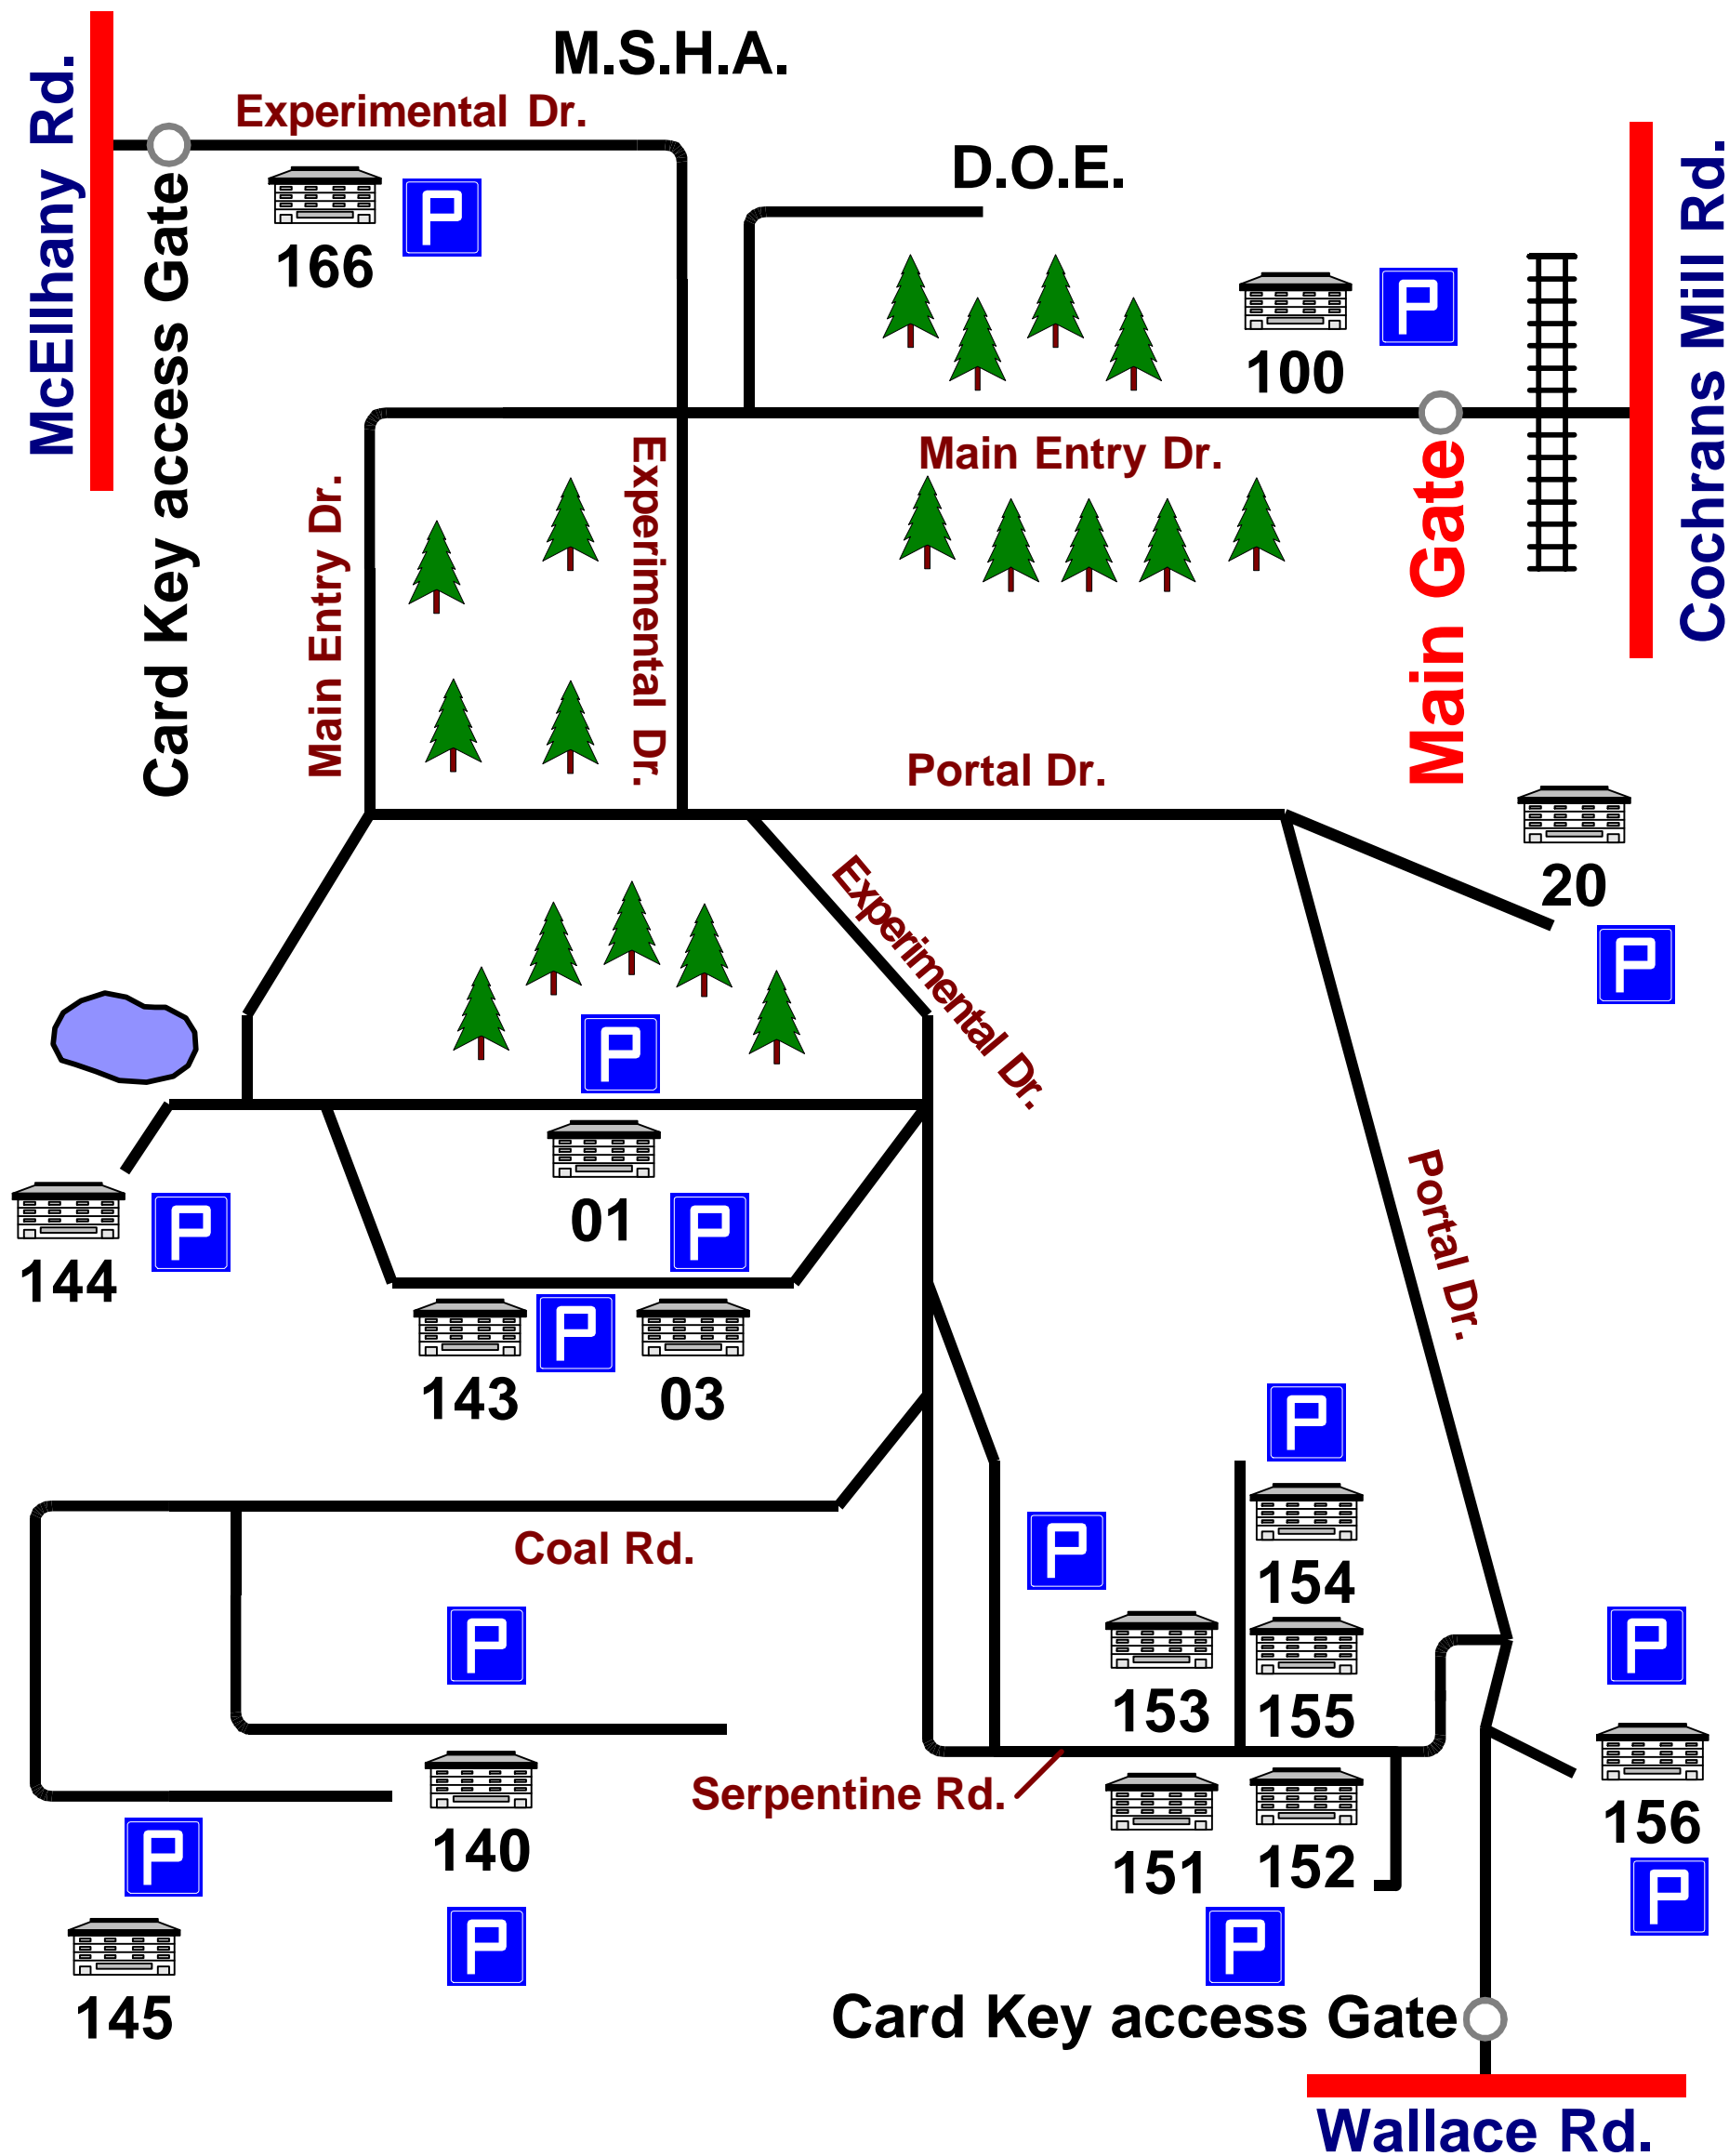 M.S.H.A.
McEllhany Rd.
Experimental Dr.
Card Key access Gate
P
166
D.O.E.
Cochrans Mill Rd.
P
100
Main Entry Dr.
Main Gate
Experimental Dr.
Main Entry Dr.
Portal Dr.
20
P
Experimental Dr.
P
01
P
144
P
Portal Dr.
143
P
03
P
Coal Rd.
P
154
P
153
155
P
Serpentine Rd.
P
140
151
152
156
P
P
P
145
P
Card Key access Gate
Wallace Rd.